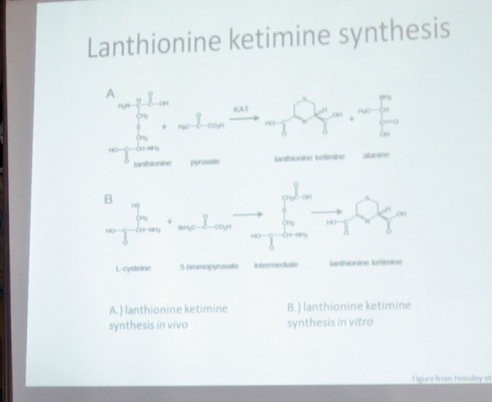 Lanthionine ketimine synthesis
A
KAT
lanthionine pyruvate lanthionine ketimine alanine
B
L-cysteine 3-bromopyruvate intermediate lanthionine ketimine
A.) lanthionine ketimine B.) lanthionine ketimine
synthesis in vivo synthesis in vitro
Figure from Hensley et